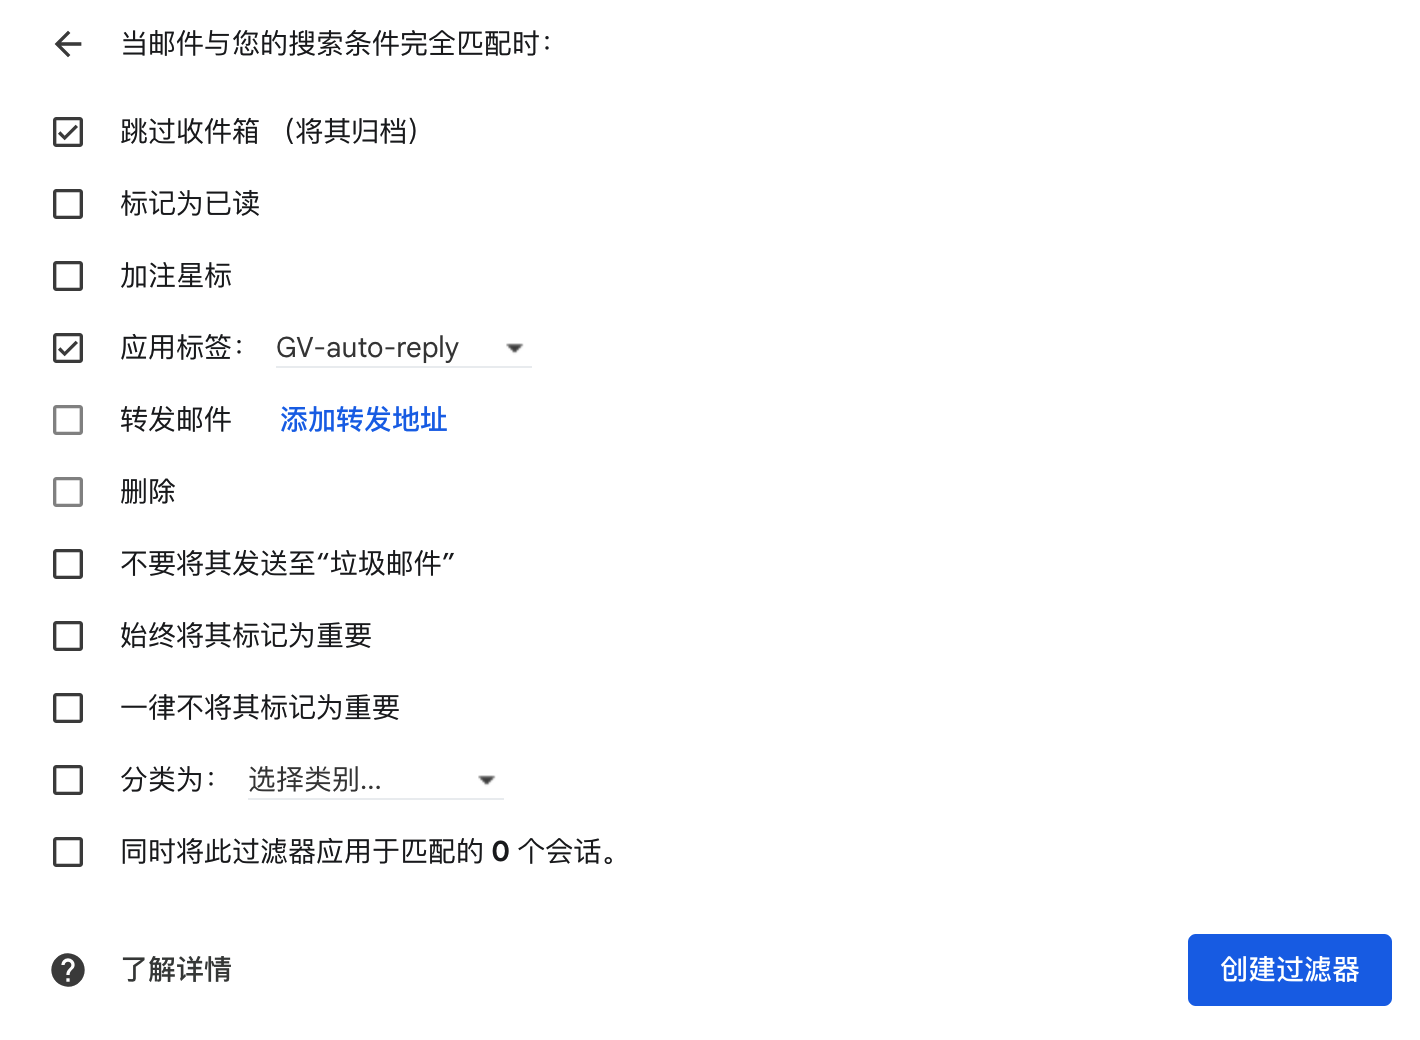 当邮件与您的搜索条件完全匹配时：
跳过收件箱 （将其归档）
标记为已读
加注星标
应用标签： GV-auto-reply
转发邮件 添加转发地址
删除
不要将其发送至“垃圾邮件”
始终将其标记为重要
一律不将其标记为重要
分类为： 选择类别...
同时将此过滤器应用于匹配的 0 个会话。
了解详情 创建过滤器